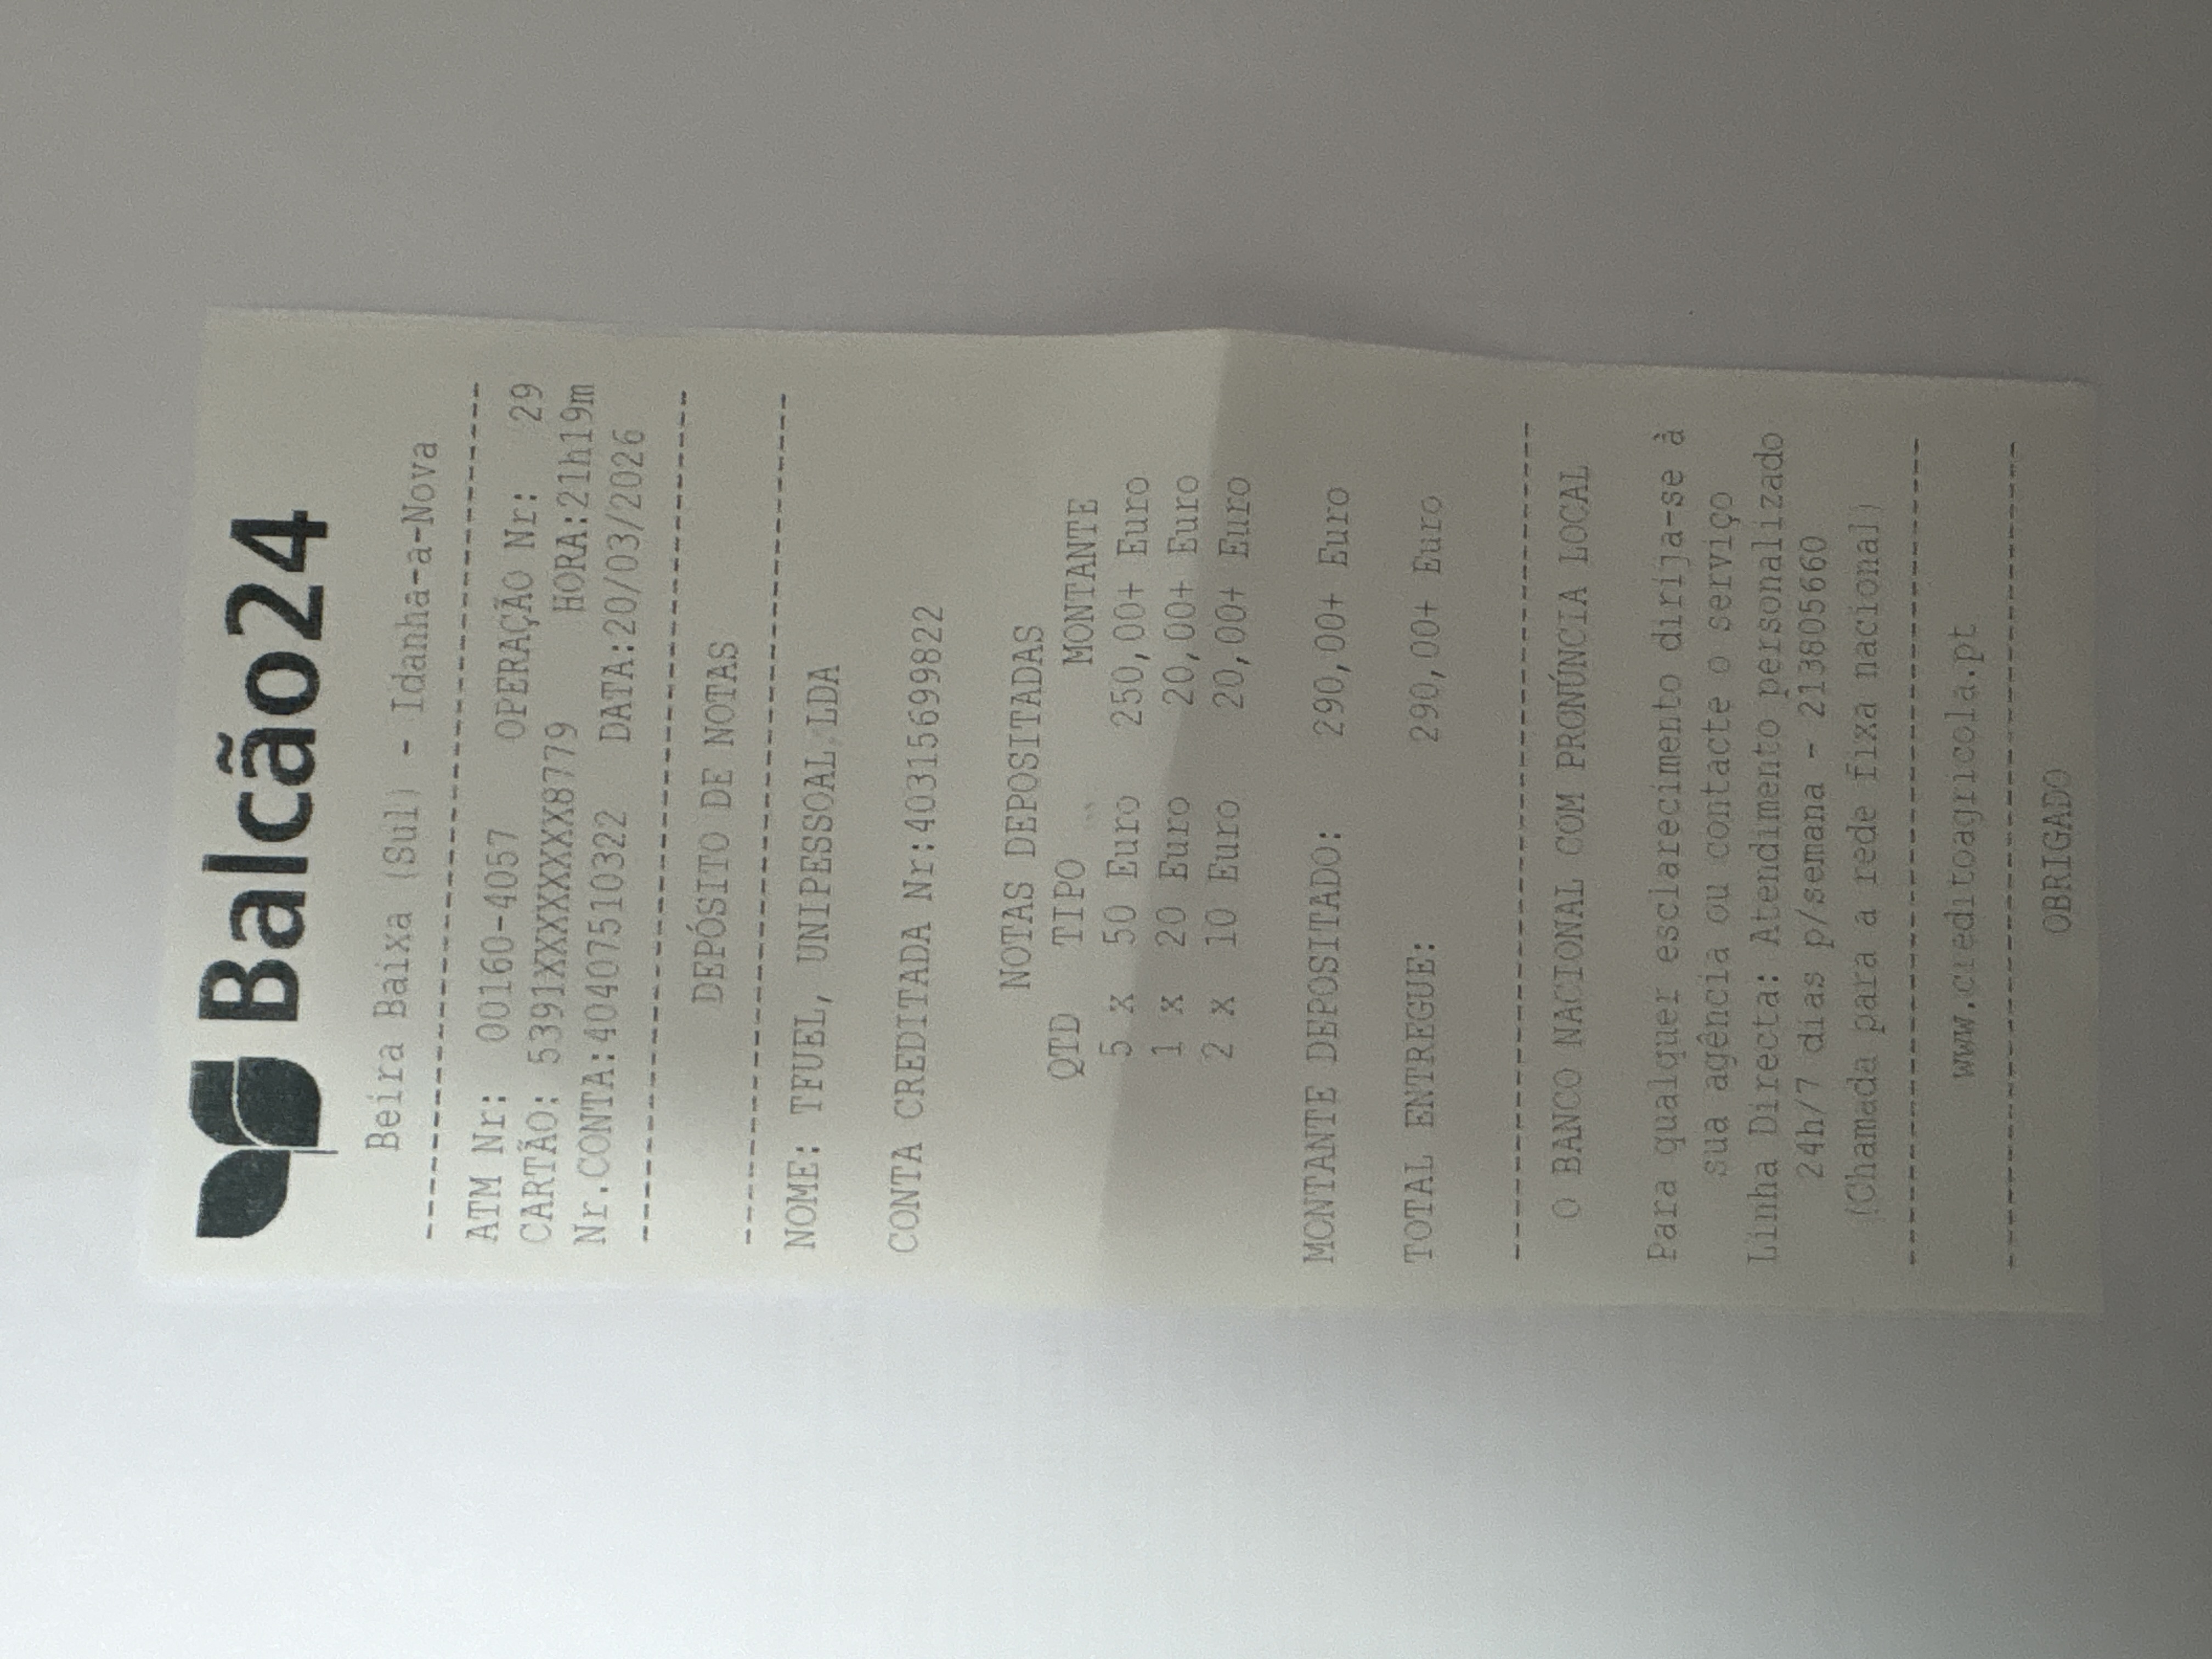 Balcão24
Beira Baixa (Sul) - Idanha-a-Nova
----------------------------------------
ATM Nr: 00160-4057 OPERAÇÃO Nr: 29
CARTÃO: 5391XXXXXXXX8779 HORA:21h19m
Nr.CONTA:40407510322 DATA:20/03/2026
----------------------------------------
DEPÓSITO DE NOTAS
----------------------------------------
NOME: TFUEL, UNIPESSOAL LDA
CONTA CREDITADA Nr:40315699822
NOTAS DEPOSITADAS
QTD TIPO MONTANTE
5 x 50 Euro 250,00+ Euro
1 x 20 Euro 20,00+ Euro
2 x 10 Euro 20,00+ Euro
MONTANTE DEPOSITADO: 290,00+ Euro
TOTAL ENTREGUE: 290,00+ Euro
----------------------------------------
O BANCO NACIONAL COM PRONÚNCIA LOCAL
Para qualquer esclarecimento dirija-se à
sua agência ou contacte o serviço
Linha Directa: Atendimento personalizado
24h/7 dias p/semana - 213805660
(Chamada para a rede fixa nacional)
----------------------------------------
www.creditoagricola.pt
----------------------------------------
OBRIGADO